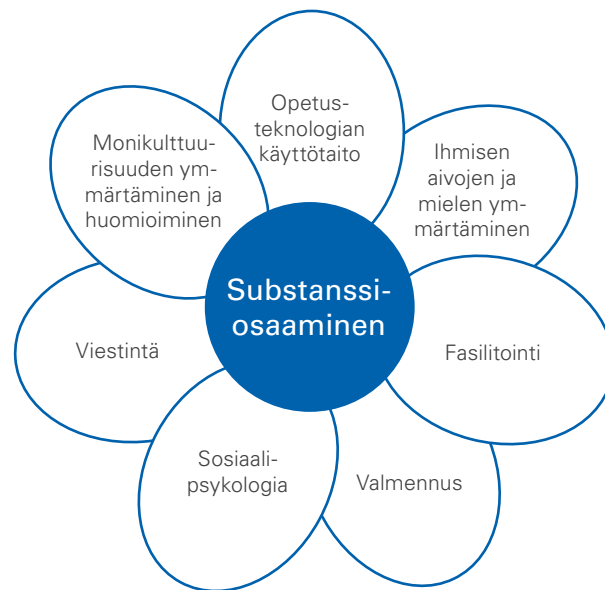 Opetus-
teknologian
käyttötaito
Ihmisen
aivojen ja
mielen ym-
märtäminen
Fasilitointi
Valmennus
Sosiaali-
psykologia
Viestintä
Monikulttuu-
risuuden ym-
märtäminen ja
huomioiminen
Substanssi-
osaaminen